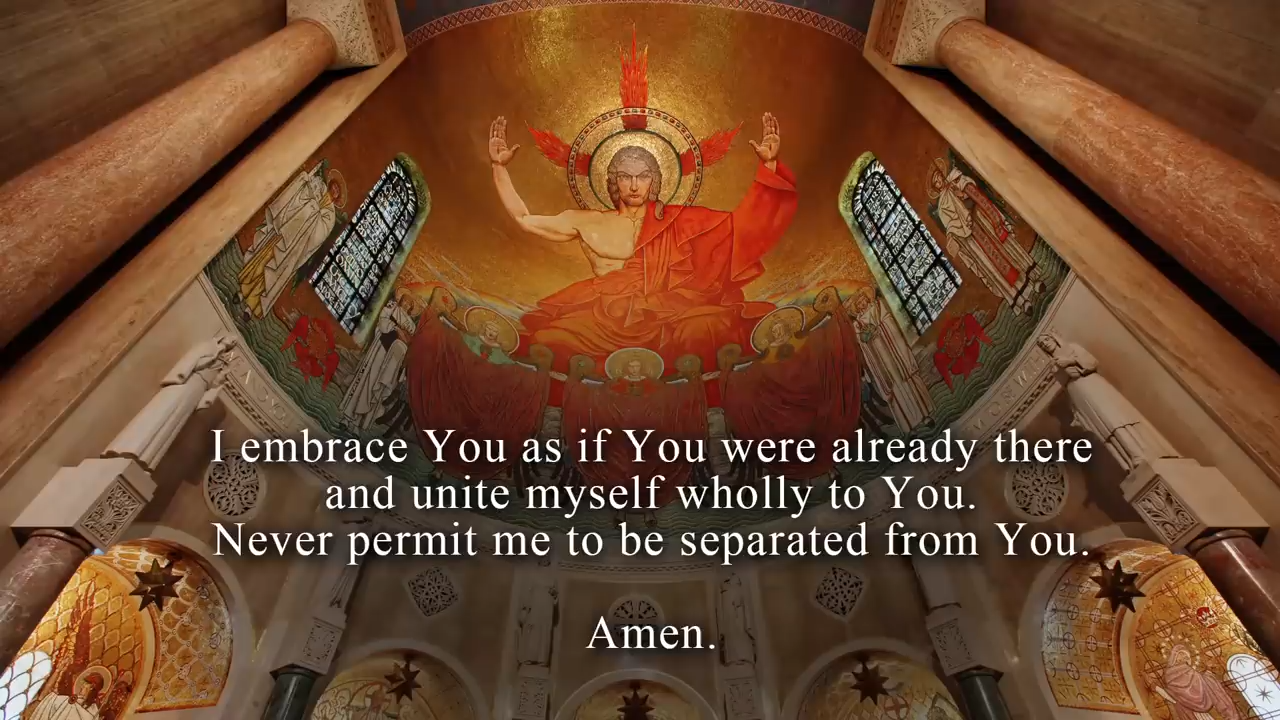 I embrace You as if You were already there
and unite myself wholly to You.
Never permit me to be separated from You.
Amen.